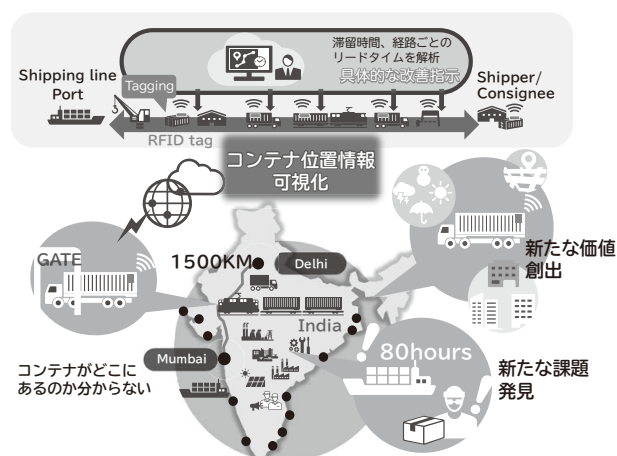 滞留時間、経路ごとの
リードタイムを解析
具体的な改善指示
Shipping line
Port
Tagging
Shipper/
Consignee
RFID tag
コンテナ位置情報
可視化
GATE
1500KM
Delhi
新たな価値
創出
India
Mumbai
80hours
コンテナがどこに
あるのか分からない
新たな課題
発見